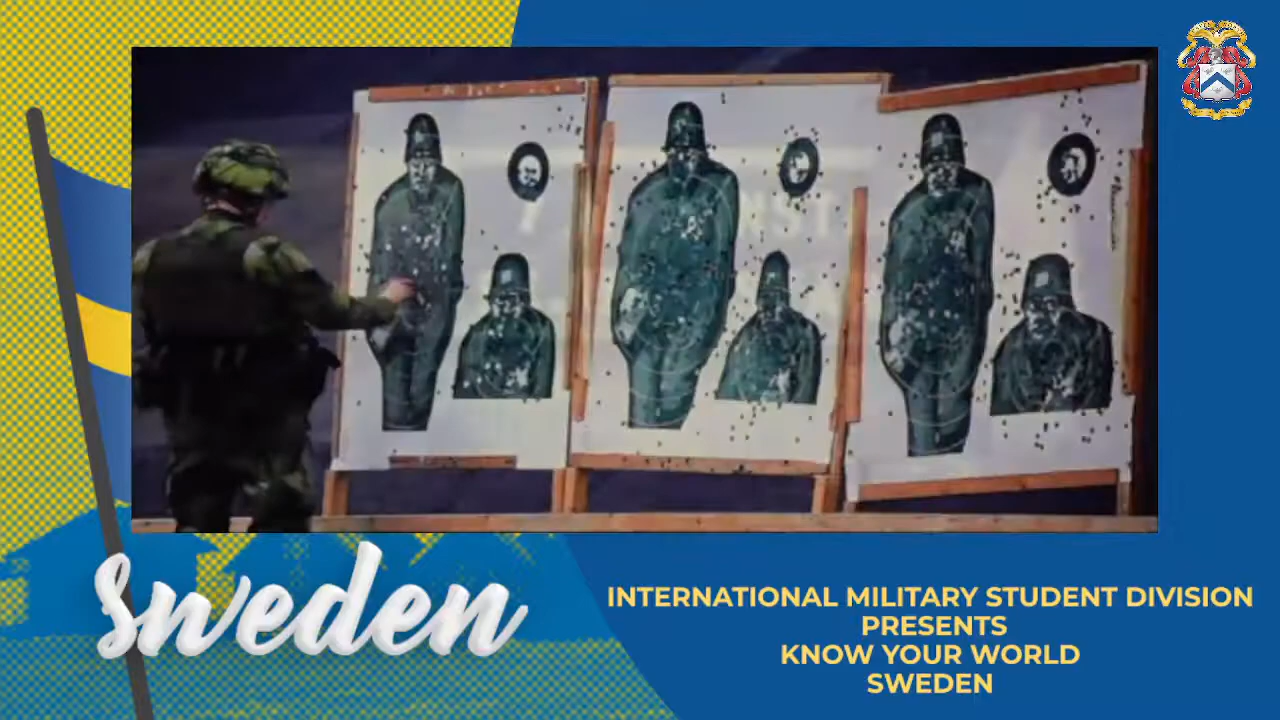 Sweden
INTERNATIONAL MILITARY STUDENT DIVISION
PRESENTS
KNOW YOUR WORLD
SWEDEN